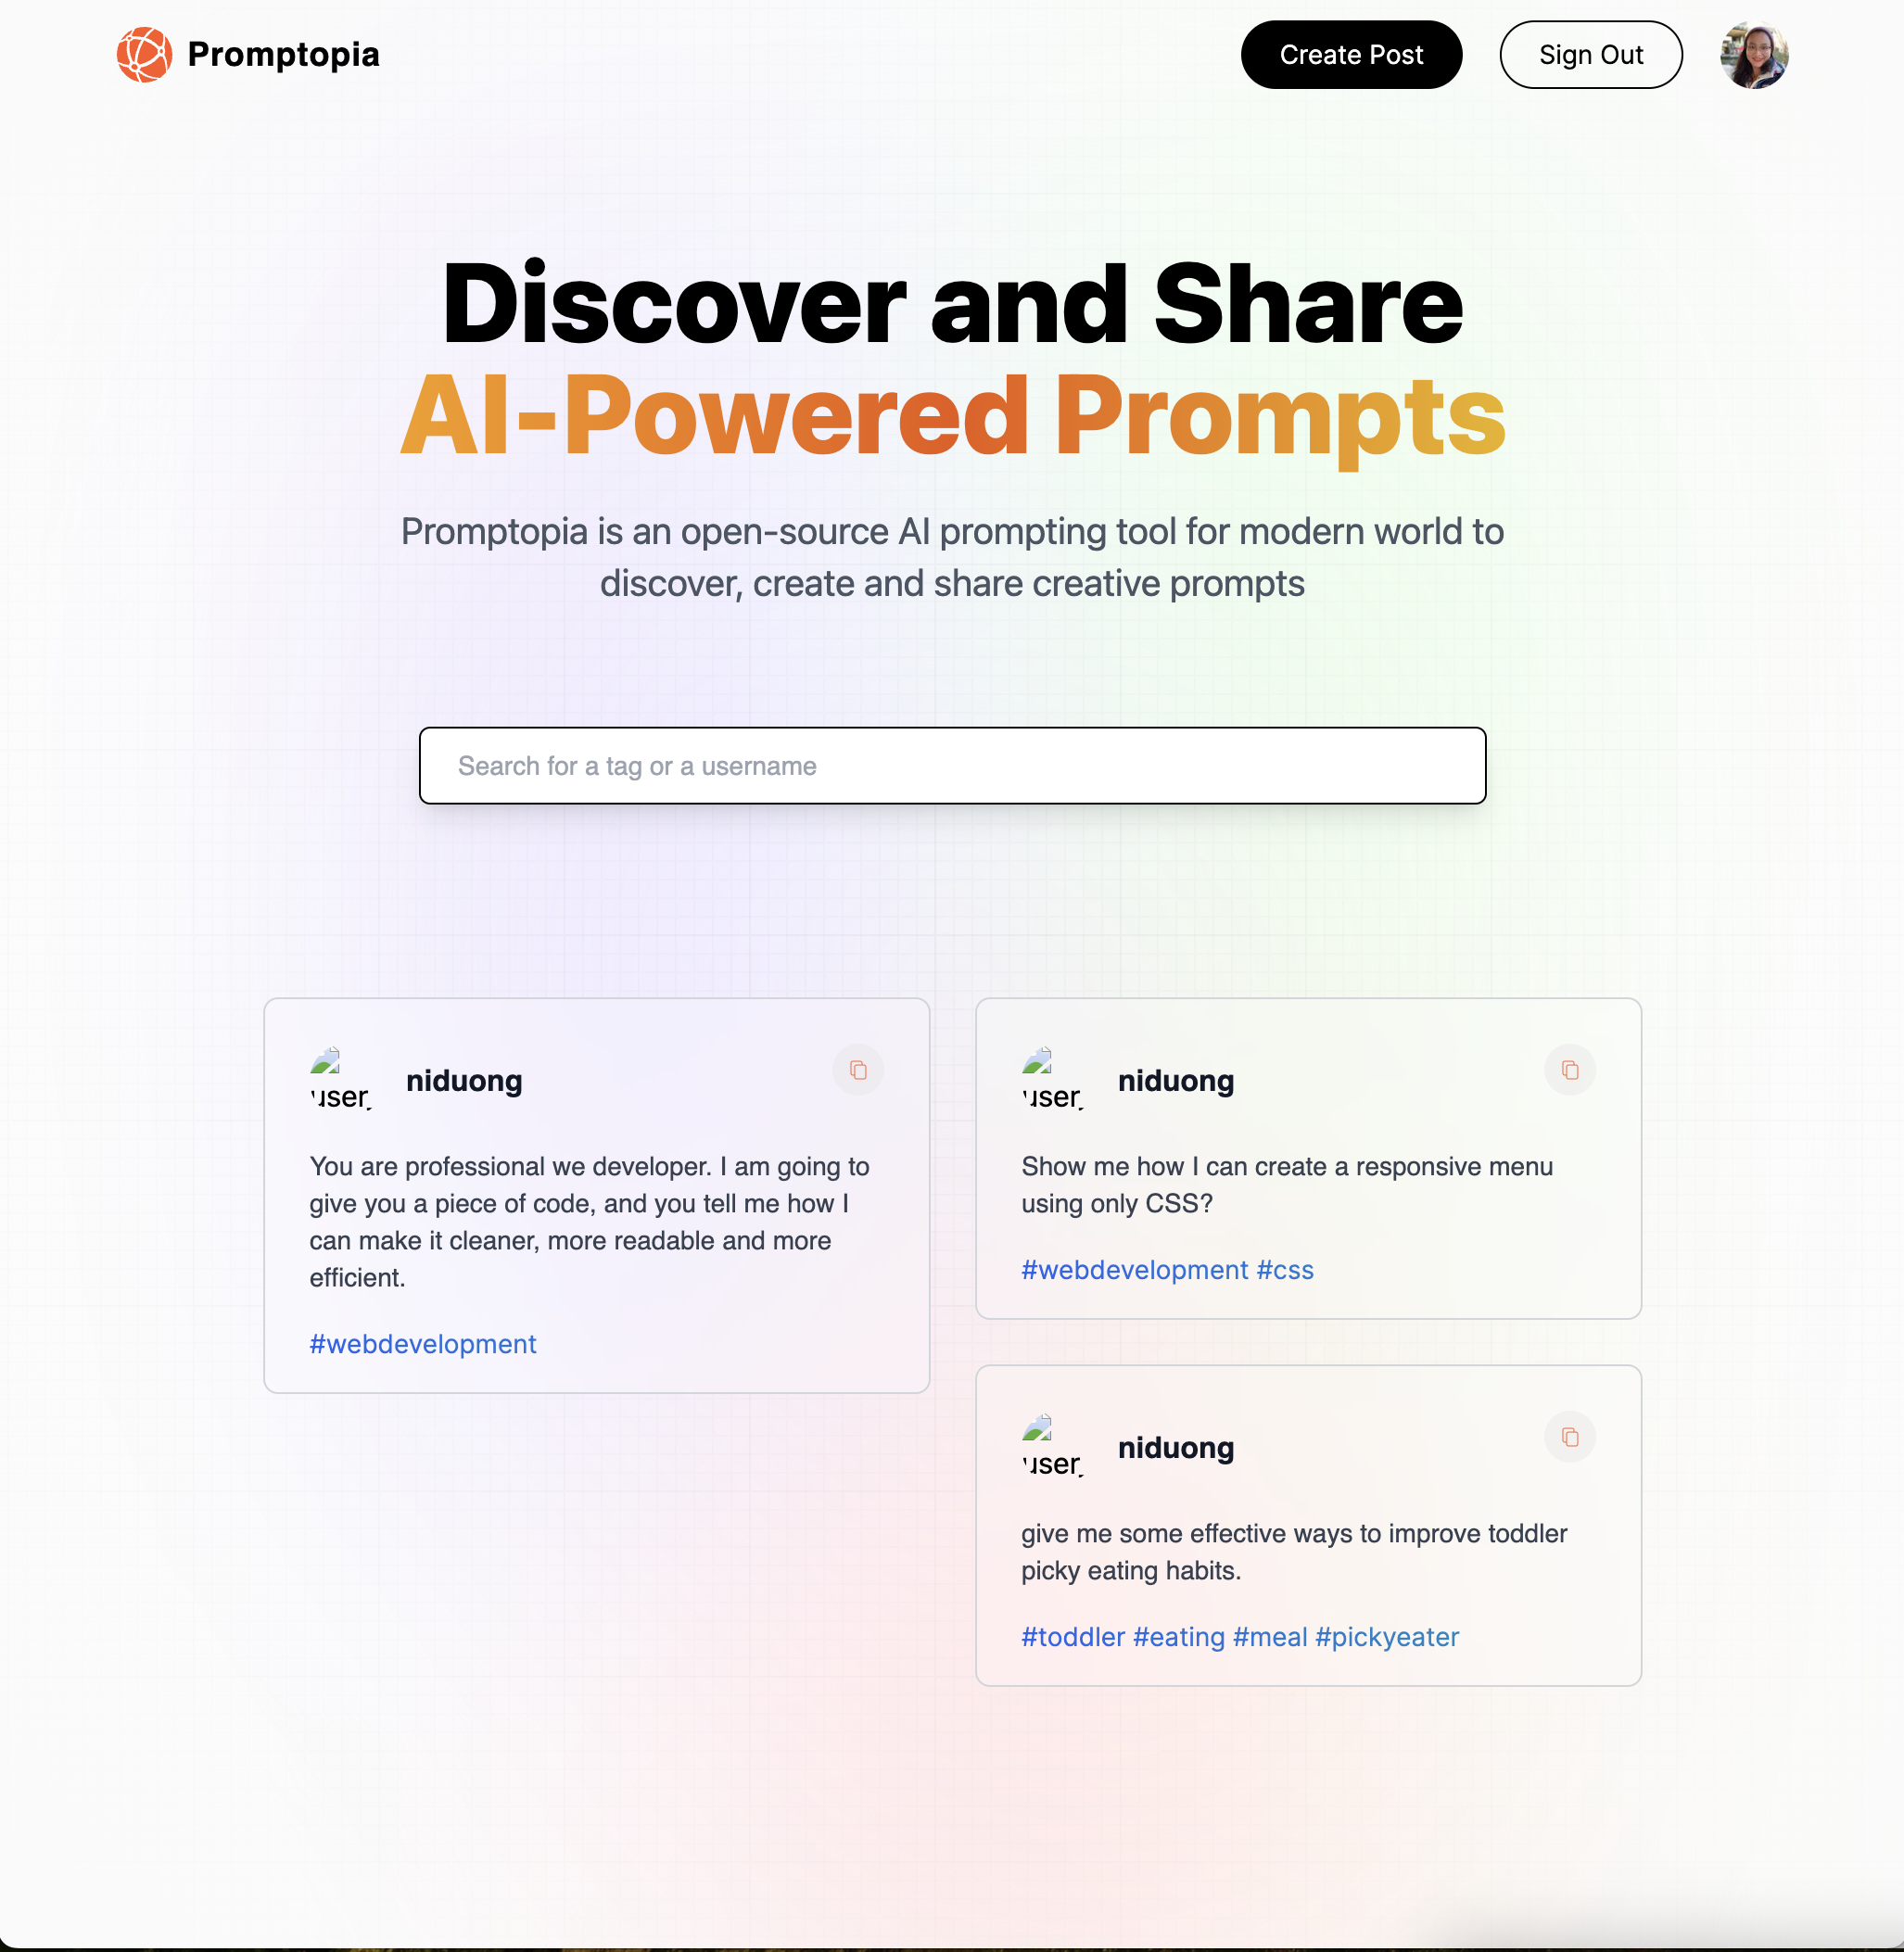 Promptopia
Create Post
Sign Out
Discover and Share
AI-Powered Prompts
Promptopia is an open-source AI prompting tool for modern world to
discover, create and share creative prompts
Search for a tag or a username
niduong
user_
You are professional we developer. I am going to
give you a piece of code, and you tell me how I
can make it cleaner, more readable and more
efficient.
#webdevelopment
niduong
user_
Show me how I can create a responsive menu
using only CSS?
#webdevelopment #css
niduong
user_
give me some effective ways to improve toddler
picky eating habits.
#toddler #eating #meal #pickyeater